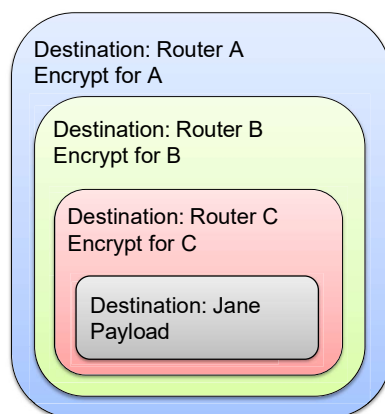 Destination: Router A
Encrypt for A
Destination: Router B
Encrypt for B
Destination: Router C
Encrypt for C
Destination: Jane
Payload